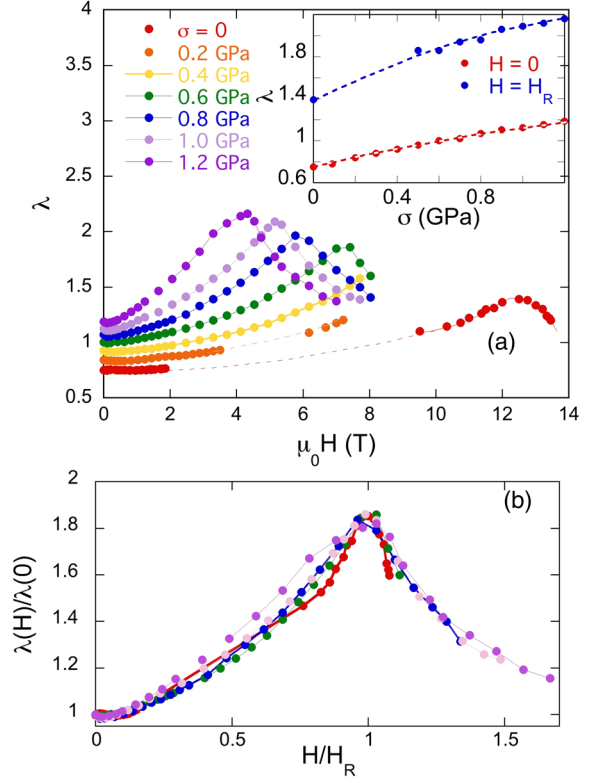 4
3.5
3
2.5
2
1.5
1
0.5
λ
σ = 0
0.2 GPa
0.4 GPa
0.6 GPa
0.8 GPa
1.0 GPa
1.2 GPa
1.8
1.4
1
0.6
λ
H = 0
H = H_R
0 0.4 0.8
σ (GPa)
(a)
0 2 4 6 8 10 12 14
μ₀H (T)
2
1.8
1.6
1.4
1.2
1
λ(H)/λ(0)
(b)
0 0.5 1 1.5
H/H_R